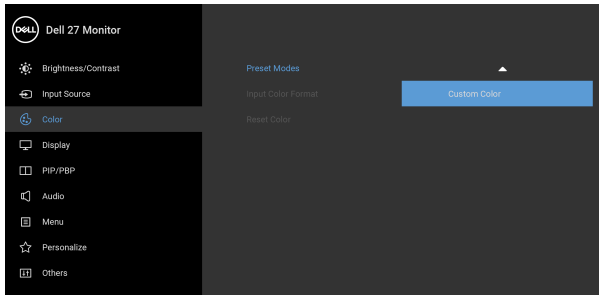 DELL
Dell 27 Monitor
Brightness/Contrast
Input Source
Color
Display
PIP/PBP
Audio
Menu
Personalize
Others
Preset Modes
Input Color Format
Custom Color
Reset Color